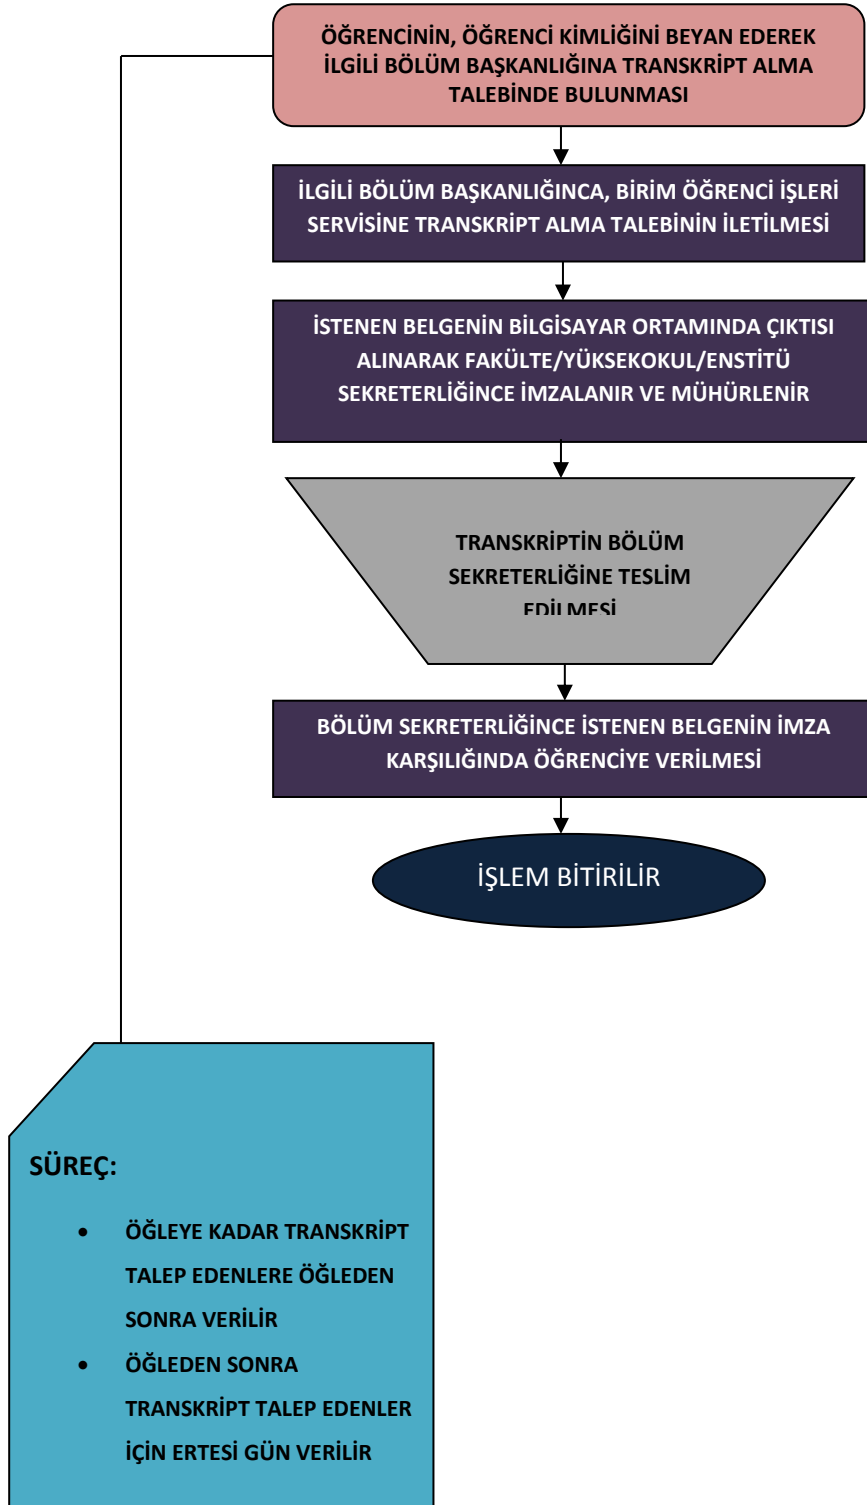 ÖĞRENCİNİN, ÖĞRENCİ KİMLİĞİNİ BEYAN EDEREK
İLGİLİ BÖLÜM BAŞKANLIĞINA TRANSKRİPT ALMA
TALEBİNDE BULUNMASI
İLGİLİ BÖLÜM BAŞKANLIĞINCA, BİRİM ÖĞRENCİ İŞLERİ
SERVİSİNE TRANSKRİPT ALMA TALEBİNİN İLETİLMESİ
İSTENEN BELGENİN BİLGİSAYAR ORTAMINDA ÇIKTISI
ALINARAK FAKÜLTE/YÜKSEKOKUL/ENSTİTÜ
SEKRETERLİĞİNCE İMZALANIR VE MÜHÜRLENİR
TRANSKRİPTİN BÖLÜM
SEKRETERLİĞİNE TESLİM
EDİLMESİ
BÖLÜM SEKRETERLİĞİNCE İSTENEN BELGENİN İMZA
KARŞILIĞINDA ÖĞRENCİYE VERİLMESİ
İŞLEM BİTİRİLİR
SÜREÇ:
• ÖĞLEYE KADAR TRANSKRİPT
TALEP EDENLERE ÖĞLEDEN
SONRA VERİLİR
• ÖĞLEDEN SONRA
TRANSKRİPT TALEP EDENLER
İÇİN ERTESİ GÜN VERİLİR